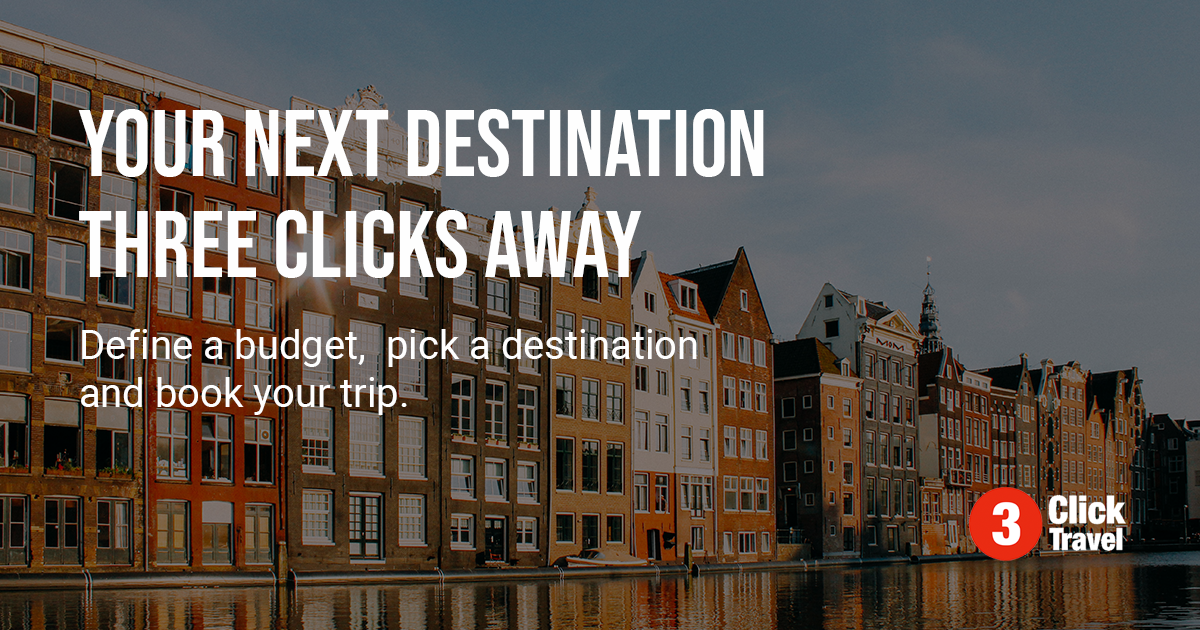 YOUR NEXT DESTINATION
THREE CLICKS AWAY
Define a budget,  pick a destination
and book your trip.
3 Click
Travel